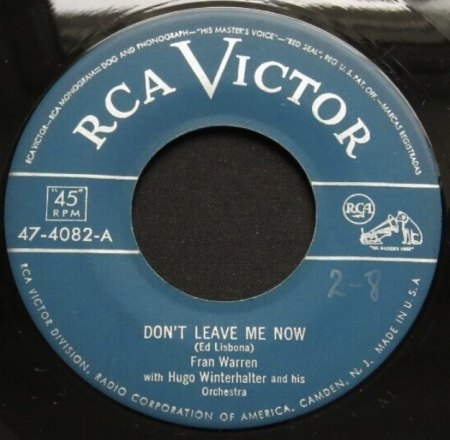 RCA VICTOR.—RCA MONOGRAM—DOG AND PHONOGRAPH—"HIS MASTER'S VOICE"—"RED SEAL", REG. U. S. PAT. OFF.—MARCAS REGISTRADAS
RCA VICTOR
"45"
RPM
47-4082-A
RCA
"HIS MASTER'S VOICE"
2-8
DON'T LEAVE ME NOW
(Ed Lisbona)
Fran Warren
with Hugo Winterhalter and his
Orchestra
RCA VICTOR DIVISION, RADIO CORPORATION OF AMERICA, CAMDEN, N. J. MADE IN U.S.A